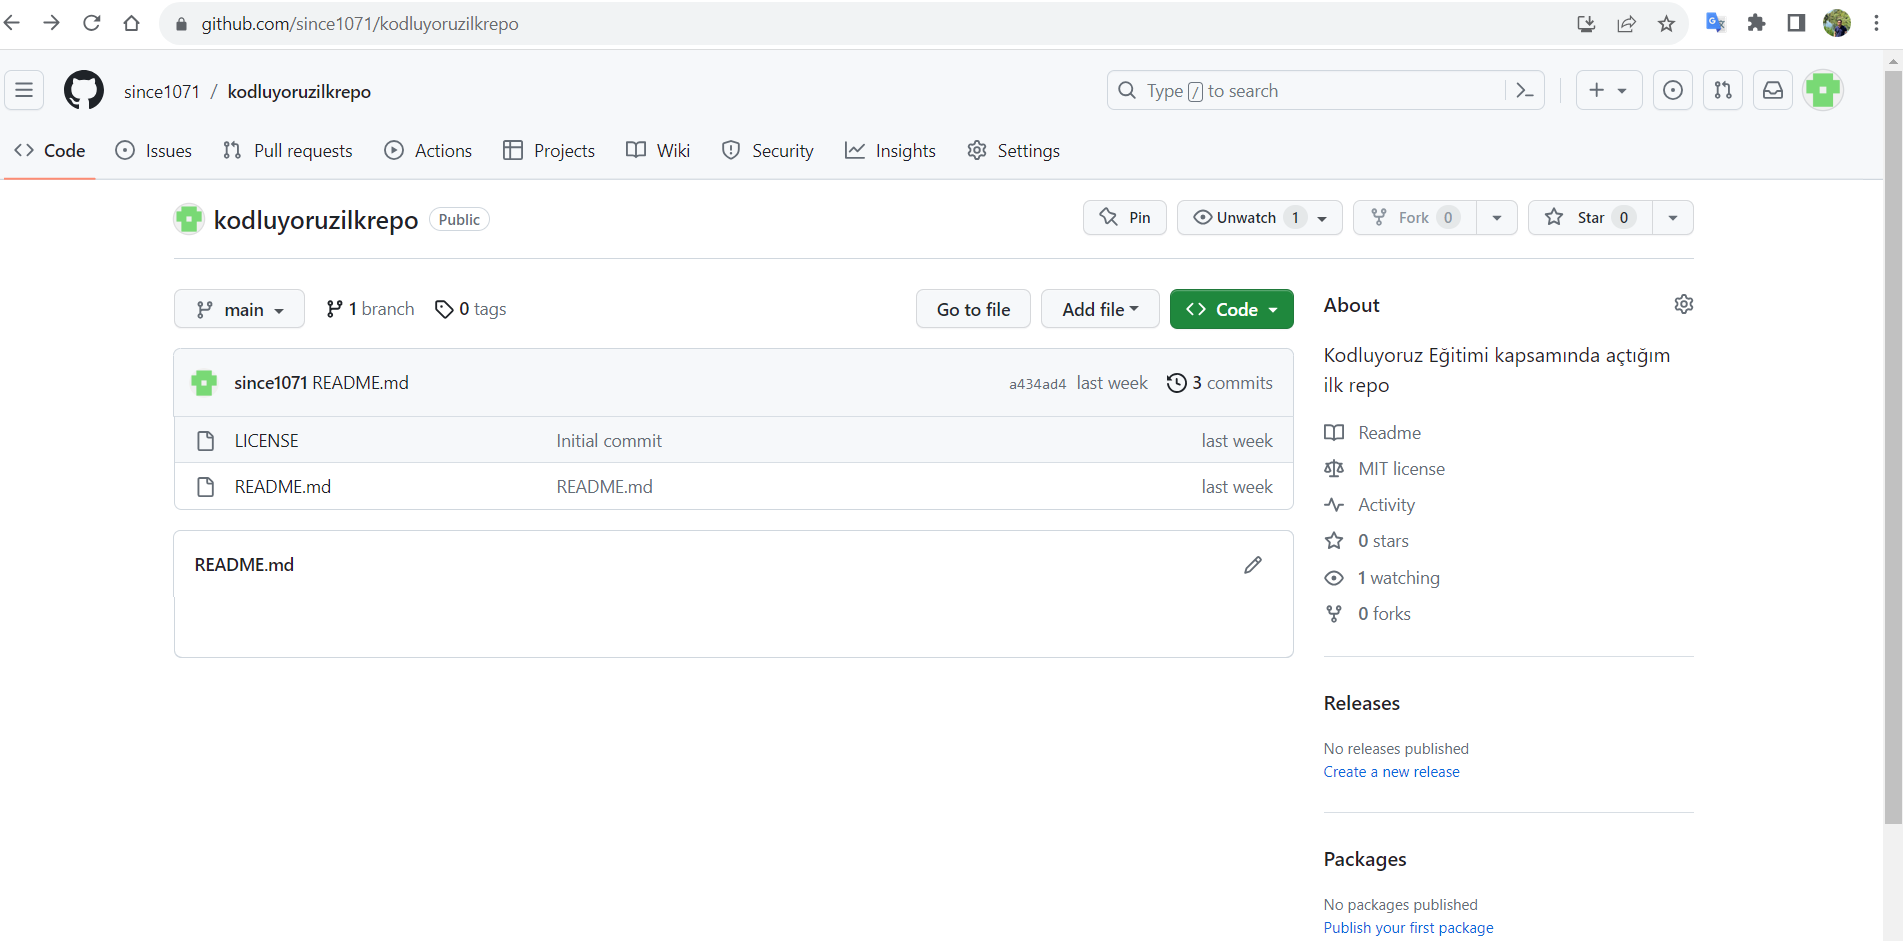 github.com/since1071/kodluyoruzilkrepo
since1071 / kodluyoruzilkrepo
Type / to search
Code Issues Pull requests Actions Projects Wiki Security Insights Settings
kodluyoruzilkrepo Public
Pin Unwatch 1 Fork 0 Star 0
main 1 branch 0 tags
Go to file Add file Code
since1071 README.md a434ad4 last week 3 commits
LICENSE Initial commit last week
README.md README.md last week
README.md
About
Kodluyoruz Eğitimi kapsamında açtığım
ilk repo
Readme
MIT license
Activity
0 stars
1 watching
0 forks
Releases
No releases published
Create a new release
Packages
No packages published
Publish your first package